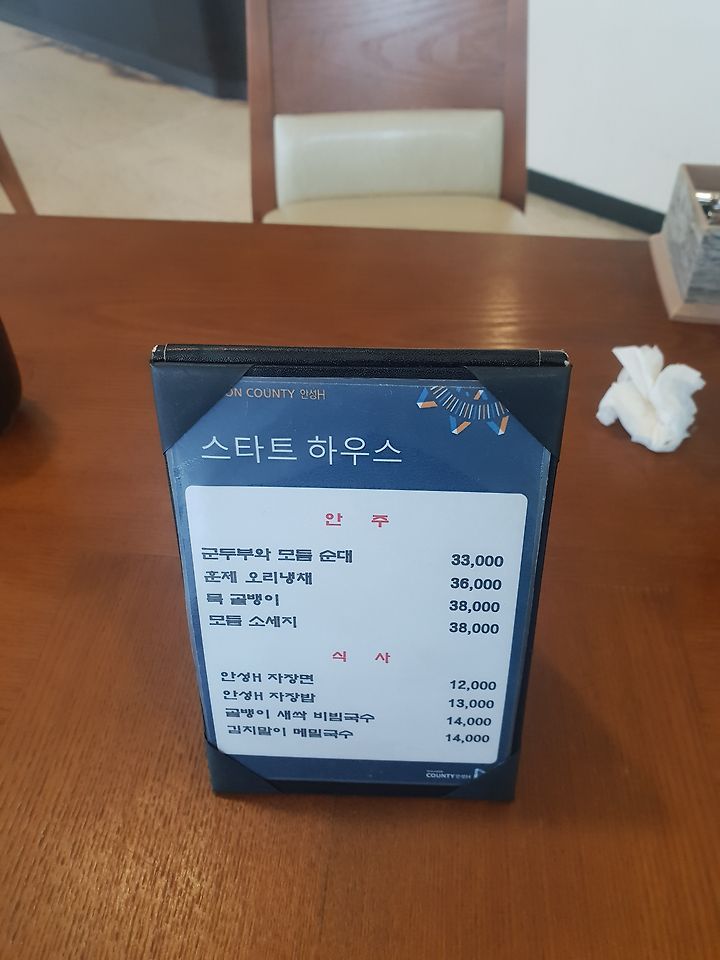 ON COUNTY 안성H
스타트 하우스
안 주
군두부와 모듬 순대 33,000
훈제 오리냉채 36,000
특 골뱅이 38,000
모듬 소세지 38,000
식 사
안성H 자장면 12,000
안성H 자장밥 13,000
골뱅이 새싹 비빔국수 14,000
김치말이 메밀국수 14,000
COUNTY 안성H